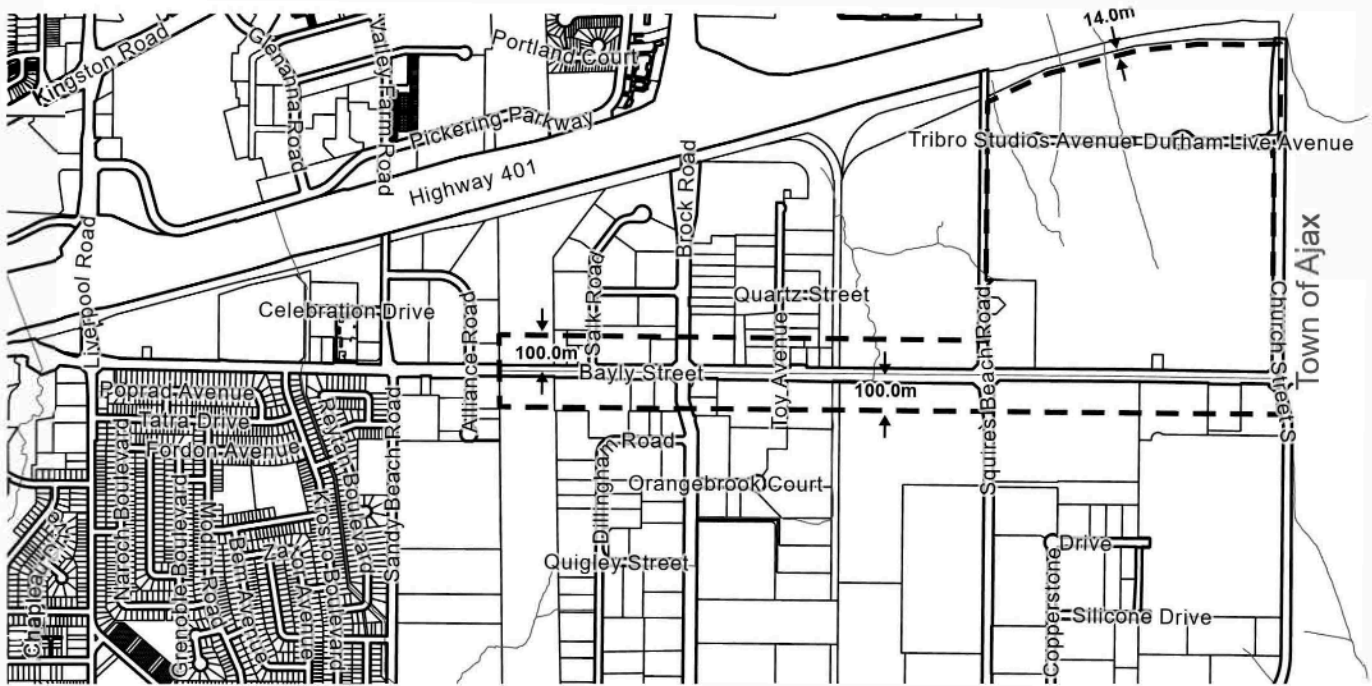 14.0m
Kingston Road
Glenanna Road
Valley Farm Road
Portland Court
Pickering Parkway
Highway 401
Brock Road
Tribro Studios Avenue
Durham Live Avenue
Town of Ajax
Liverpool Road
Celebration Drive
Alliance Road
Salk Road
Quartz Street
Toy Avenue
Squires Beach Road
Church Street S
100.0m
Bayly Street
100.0m
Poprad Avenue
Tatra Drive
Fordon Avenue
Reytan Boulevard
Sandy Beach Road
Naroch Boulevard
Grenoble Boulevard
Modlin Road
Krosno Boulevard
Dillingham Road
Orangebrook Court
Quigley Street
Zator Avenue
Chapleau Drive
Copperstone Drive
Silicone Drive